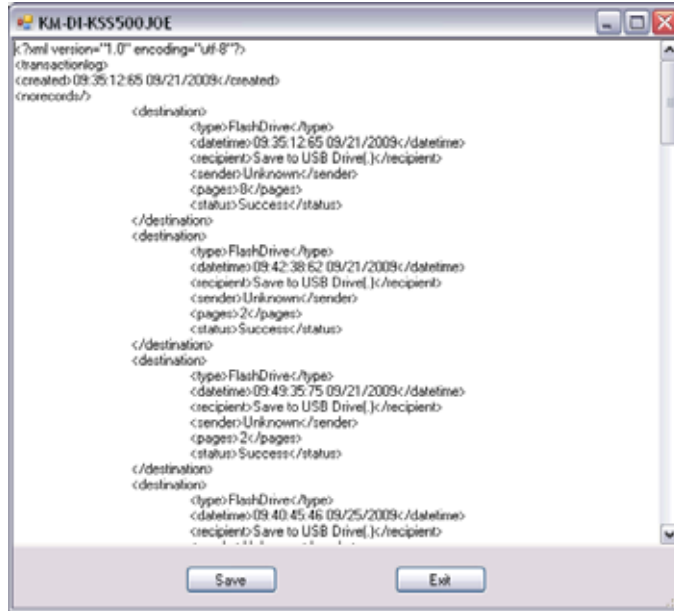 KM-DI-KSS500JOE
<?xml version="1.0" encoding="utf-8"?>
<transactionlog>
<created>09:35:12:65 09/21/2009</created>
<norecords/>
<destination>
<type>FlashDrive</type>
<datetime>09:35:12:65 09/21/2009</datetime>
<recipient>Save to USB Drive(.)</recipient>
<sender>Unknown</sender>
<pages>8</pages>
<status>Success</status>
</destination>
<destination>
<type>FlashDrive</type>
<datetime>09:42:38:62 09/21/2009</datetime>
<recipient>Save to USB Drive(.)</recipient>
<sender>Unknown</sender>
<pages>2</pages>
<status>Success</status>
</destination>
<destination>
<type>FlashDrive</type>
<datetime>09:49:35:75 09/21/2009</datetime>
<recipient>Save to USB Drive(.)</recipient>
<sender>Unknown</sender>
<pages>2</pages>
<status>Success</status>
</destination>
<destination>
<type>FlashDrive</type>
<datetime>09:40:45:46 09/25/2009</datetime>
<recipient>Save to USB Drive(.)</recipient>
Save Exit